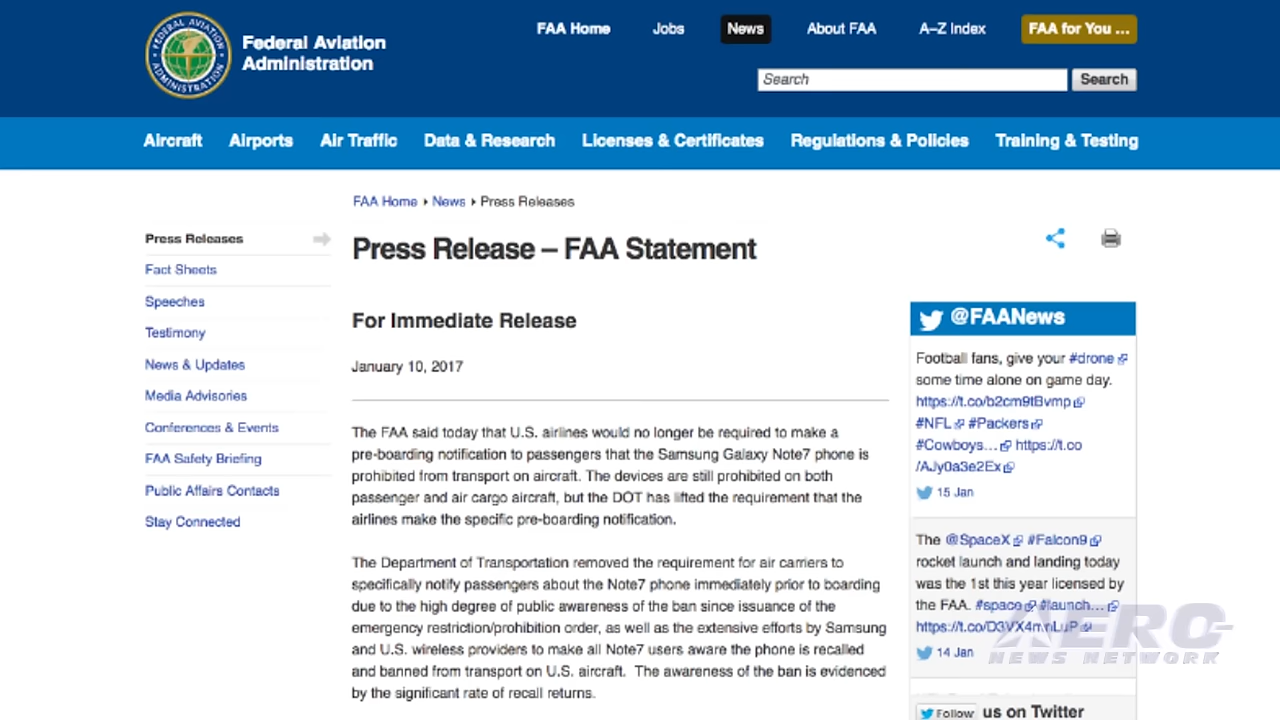 FEDERAL AVIATION ADMINISTRATION
Federal Aviation
Administration
FAA Home
Jobs
News
About FAA
A–Z Index
FAA for You ...
Search
Search
Aircraft
Airports
Air Traffic
Data & Research
Licenses & Certificates
Regulations & Policies
Training & Testing
FAA Home ▸ News ▸ Press Releases
Press Releases
Fact Sheets
Speeches
Testimony
News & Updates
Media Advisories
Conferences & Events
FAA Safety Briefing
Public Affairs Contacts
Stay Connected
Press Release – FAA Statement
For Immediate Release
January 10, 2017
The FAA said today that U.S. airlines would no longer be required to make a
pre-boarding notification to passengers that the Samsung Galaxy Note7 phone is
prohibited from transport on aircraft. The devices are still prohibited on both
passenger and air cargo aircraft, but the DOT has lifted the requirement that the
airlines make the specific pre-boarding notification.
The Department of Transportation removed the requirement for air carriers to
specifically notify passengers about the Note7 phone immediately prior to boarding
due to the high degree of public awareness of the ban since issuance of the
emergency restriction/prohibition order, as well as the extensive efforts by Samsung
and U.S. wireless providers to make all Note7 users aware the phone is recalled
and banned from transport on U.S. aircraft. The awareness of the ban is evidenced
by the significant rate of recall returns.
@FAANews
Football fans, give your #drone
some time alone on game day.
https://t.co/b2cm9tBvmp
#NFL #Packers
#Cowboys… https://t.co
/AJy0a3e2Ex
15 Jan
The @SpaceX #Falcon9
rocket launch and landing today
was the 1st this year licensed by
the FAA. #space #launch…
https://t.co/D3VX4mnLuP
14 Jan
Follow us on Twitter
AERO
NEWS NETWORK